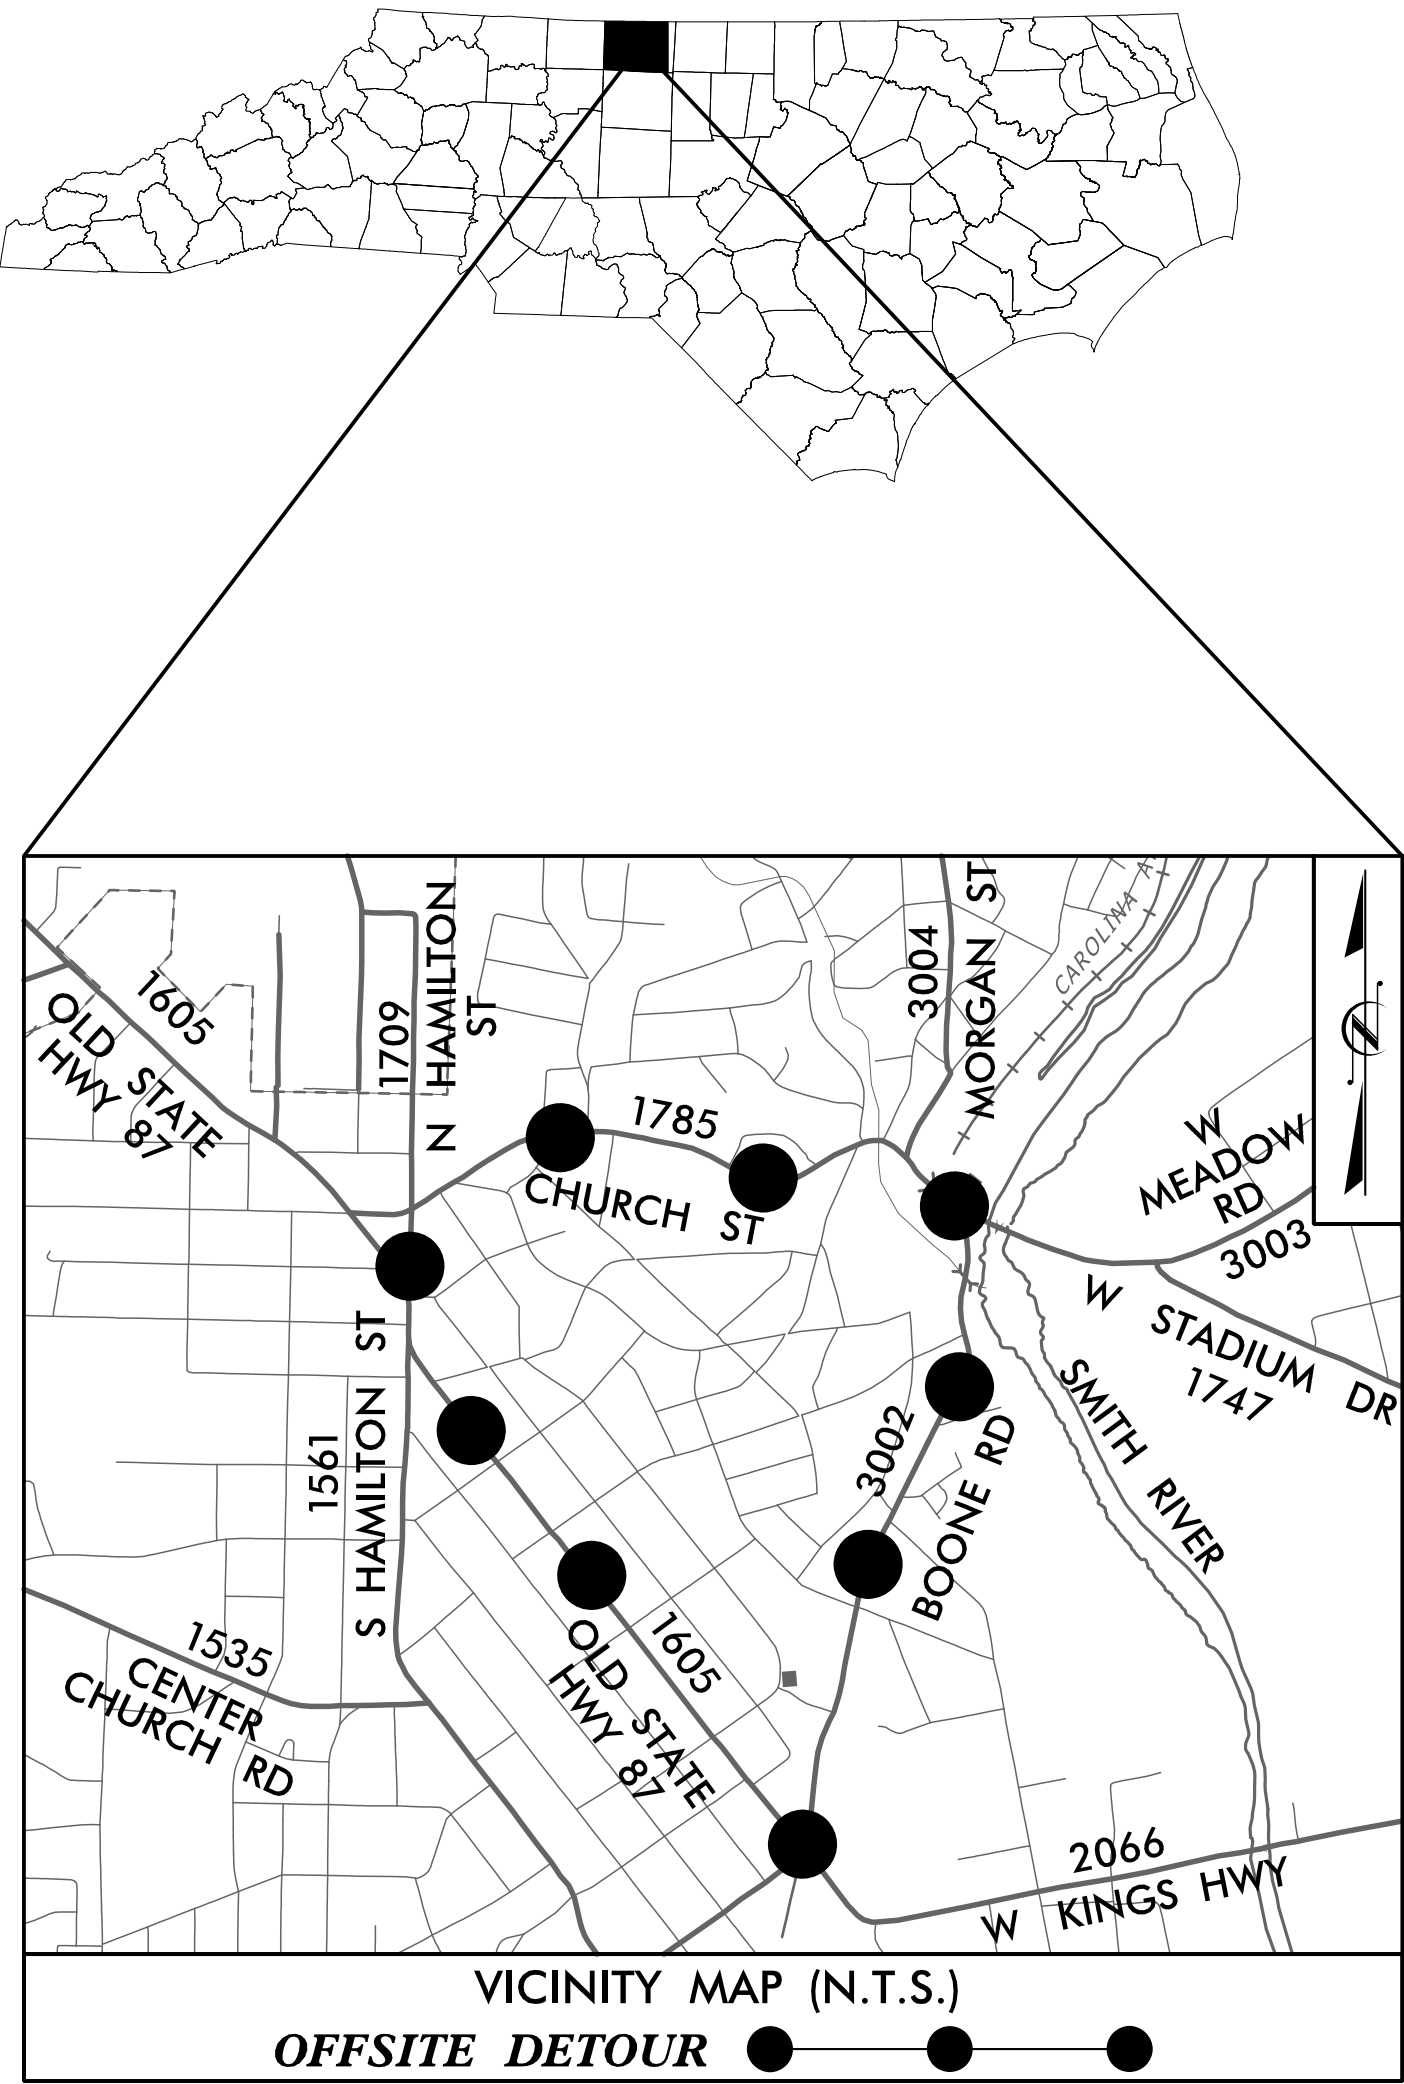 N HAMILTON
ST
1709
MORGAN ST
3004
CAROLINA A
1605
OLD STATE
HWY 87
1785
CHURCH ST
W
MEADOW
RD
3003
N
W STADIUM DR
1747
S HAMILTON ST
1561
SMITH RIVER
3002
BOONE RD
1535
CENTER
CHURCH RD
1605
OLD STATE
HWY 87
2066
W KINGS HWY
VICINITY MAP (N.T.S.)
OFFSITE DETOUR